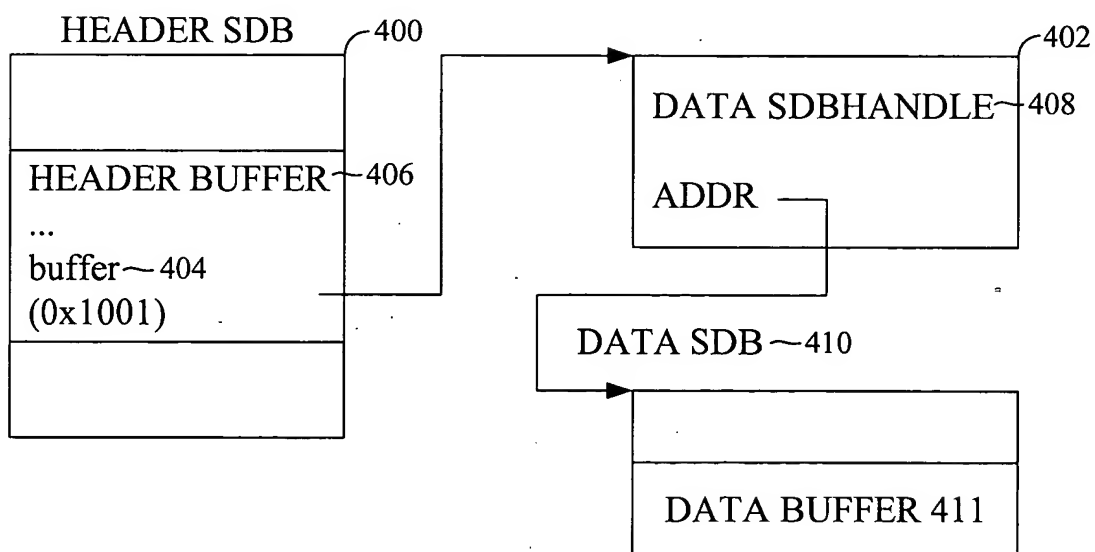 HEADER SDB
400
HEADER BUFFER 406
...
buffer 404
(0x1001)
402
DATA SDBHANDLE 408
ADDR
DATA SDB 410
DATA BUFFER 411